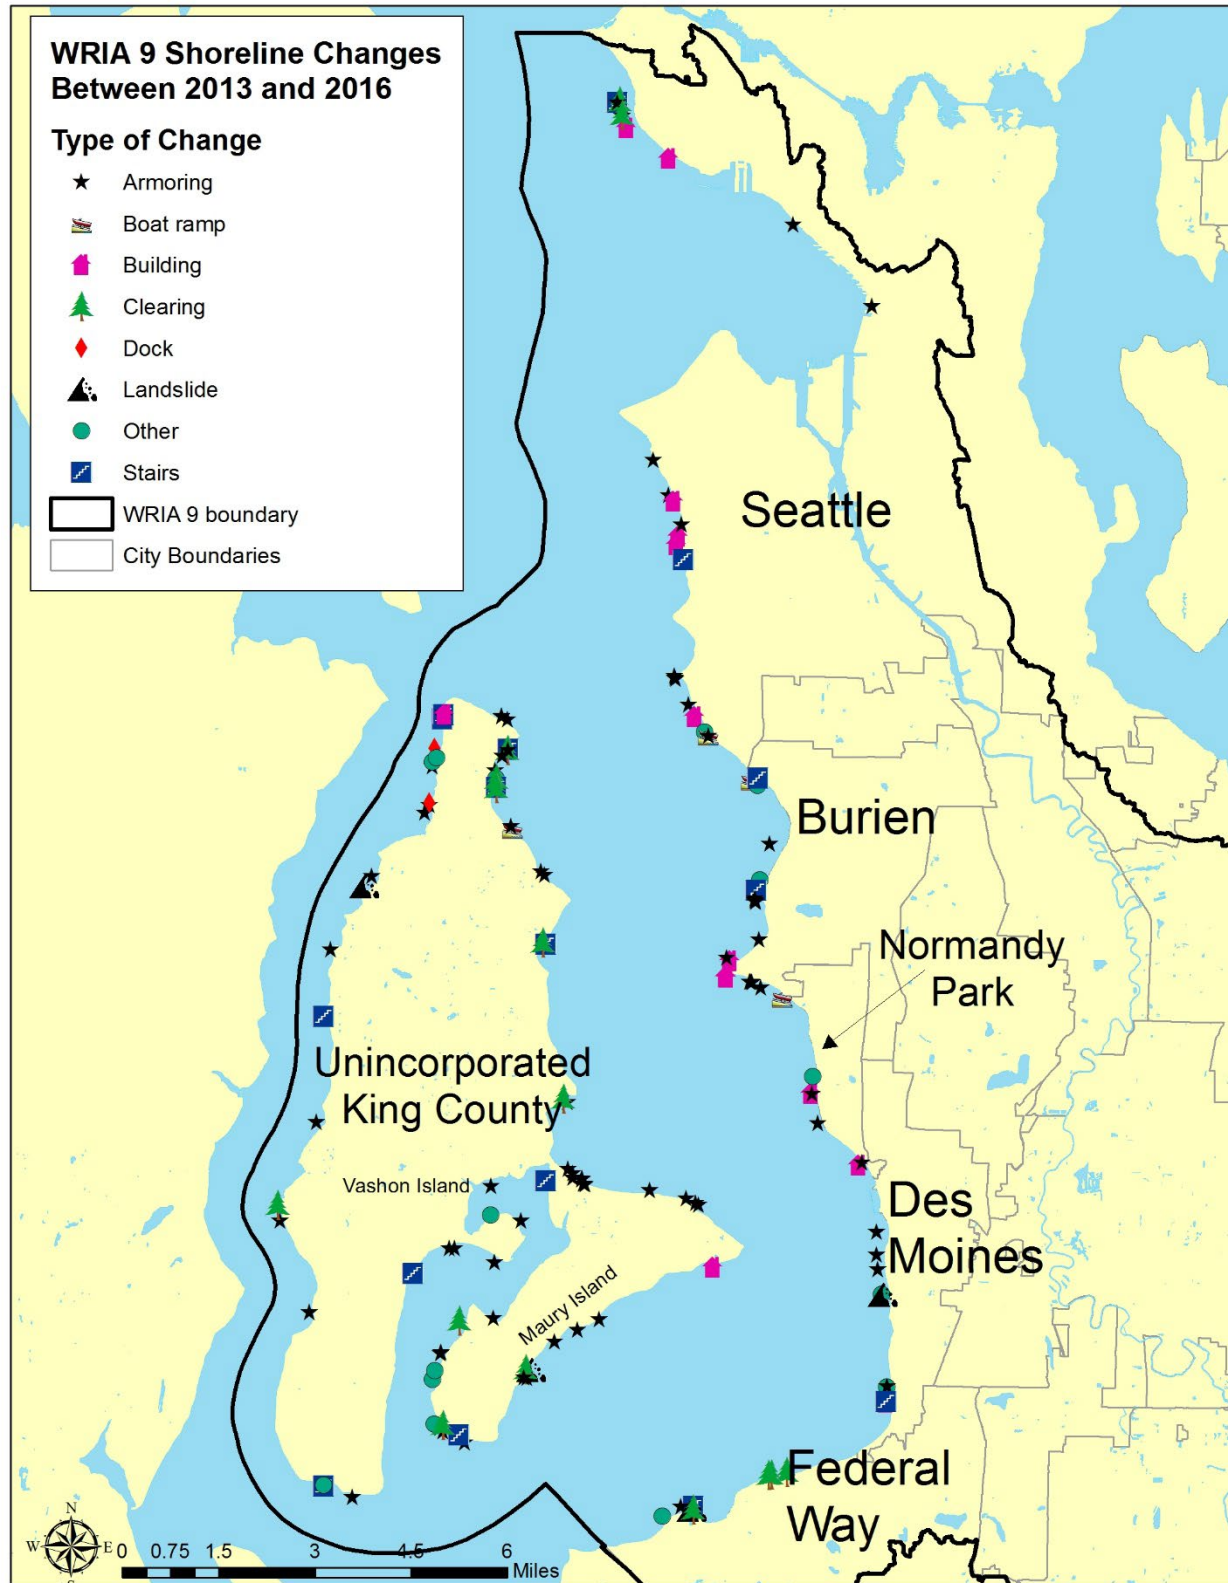 WRIA 9 Shoreline Changes
Between 2013 and 2016
Type of Change
Armoring
Boat ramp
Building
Clearing
Dock
Landslide
Other
Stairs
WRIA 9 boundary
City Boundaries
Seattle
Burien
Normandy
Park
Unincorporated
King County
Vashon Island
Des
Moines
Maury Island
Federal
Way
N
W
E
0 0.75 1.5 3 4.5 6
Miles